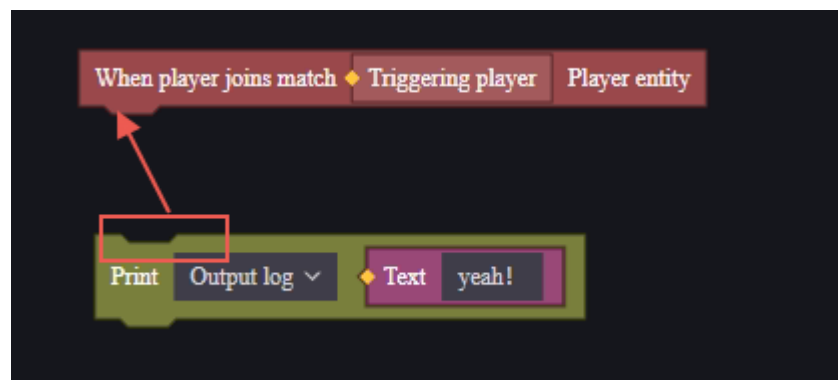 When player joins match Triggering player Player entity
Print Output log Text yeah!